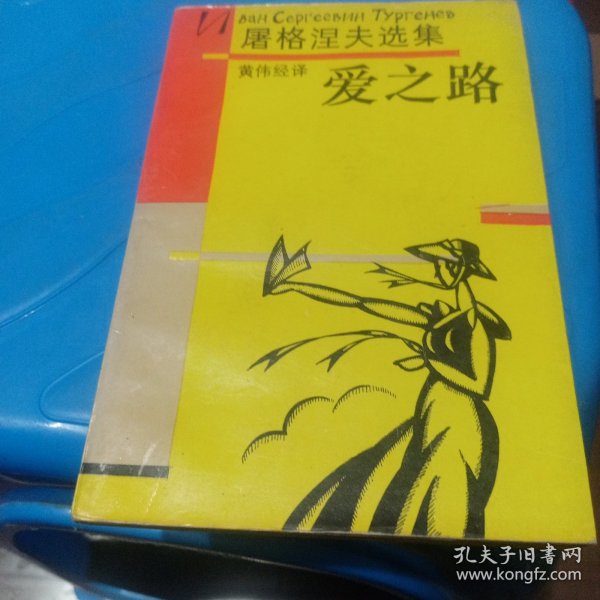 Иван Сергеевич Тургенев
屠格涅夫选集
黄伟经译
爱之路
孔夫子旧书网
www.kongfz.com